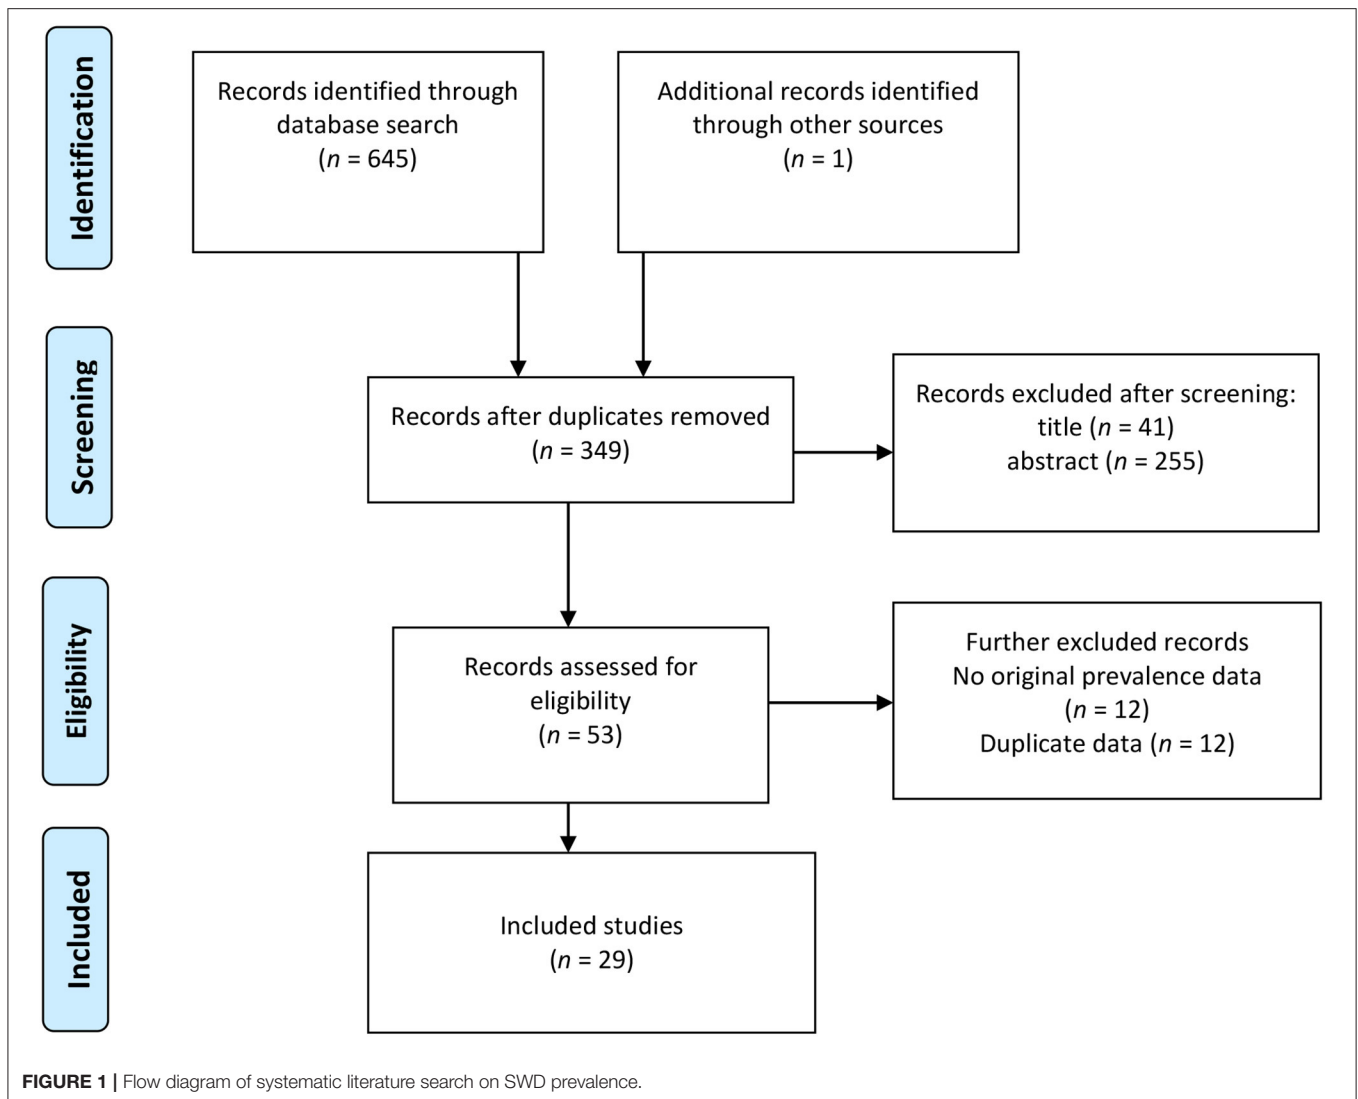 Identification
Records identified through
database search
(n = 645)
Additional records identified
through other sources
(n = 1)
Screening
Records after duplicates removed
(n = 349)
Records excluded after screening:
title (n = 41)
abstract (n = 255)
Eligibility
Records assessed for
eligibility
(n = 53)
Further excluded records
No original prevalence data
(n = 12)
Duplicate data (n = 12)
Included
Included studies
(n = 29)
FIGURE 1 | Flow diagram of systematic literature search on SWD prevalence.